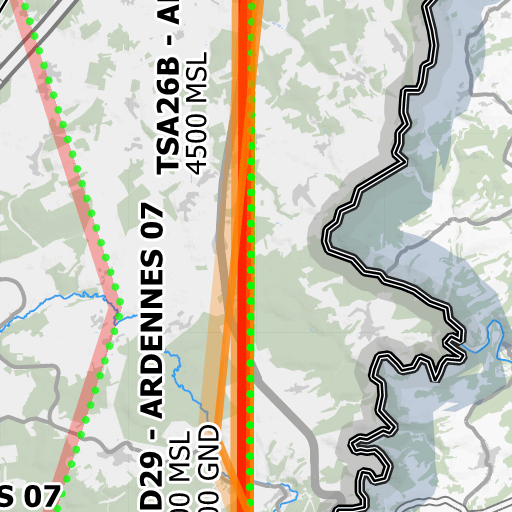 TSA26B - A
4500 MSL
D29 - ARDENNES 07
00 MSL
00 GND
S 07